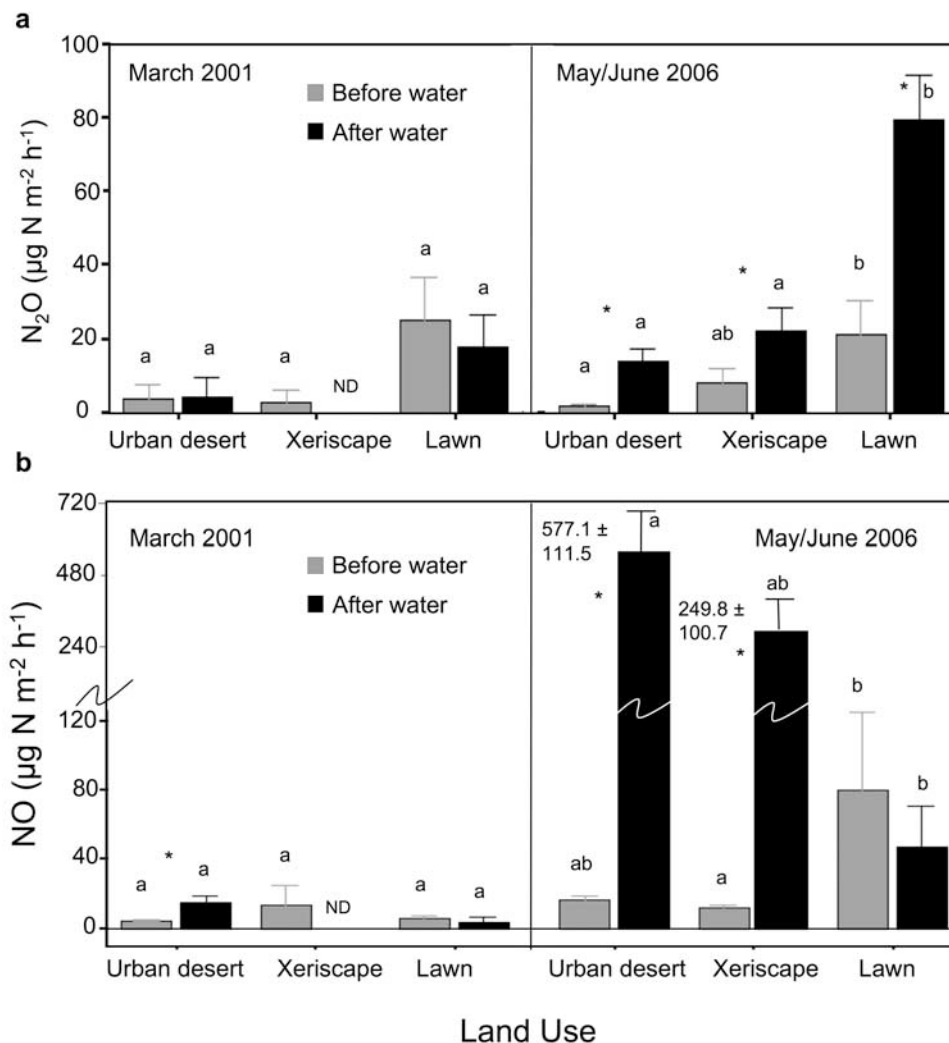 a
100
80
60
40
20
0
N₂O (µg N m⁻² h⁻¹)
March 2001
Before water
After water
a
a
a
ND
a
a
May/June 2006
*
a
a
*
ab
a
b
* b
Urban desert Xeriscape Lawn Urban desert Xeriscape Lawn
b
720
480
240
120
80
40
0
NO (µg N m⁻² h⁻¹)
March 2001
Before water
After water
*
a
a
a
ND
a
a
May/June 2006
577.1 ±
111.5
*
a
ab
249.8 ±
100.7
*
ab
a
b
b
Urban desert Xeriscape Lawn Urban desert Xeriscape Lawn
Land Use